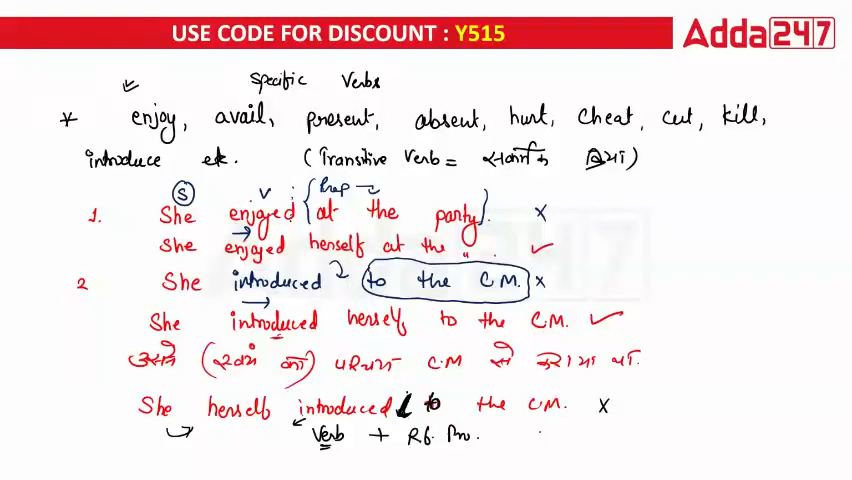 USE CODE FOR DISCOUNT : Y515
Adda247
Specific Verbs
* enjoy, avail, present, absent, hurt, cheat, cut, kill,
introduce etc. (Transitive Verb = सकर्मक क्रिया)
S V Prep
1. She enjoyed at the party. x
She enjoyed herself at the " . ✓
2 She introduced to the C.M. x
She introduced herself to the C.M. ✓
उसने (स्वयं का) परिचय C.M से कराया था.
She herself introduced to the C.M. x
Verb + Rf. Pro.